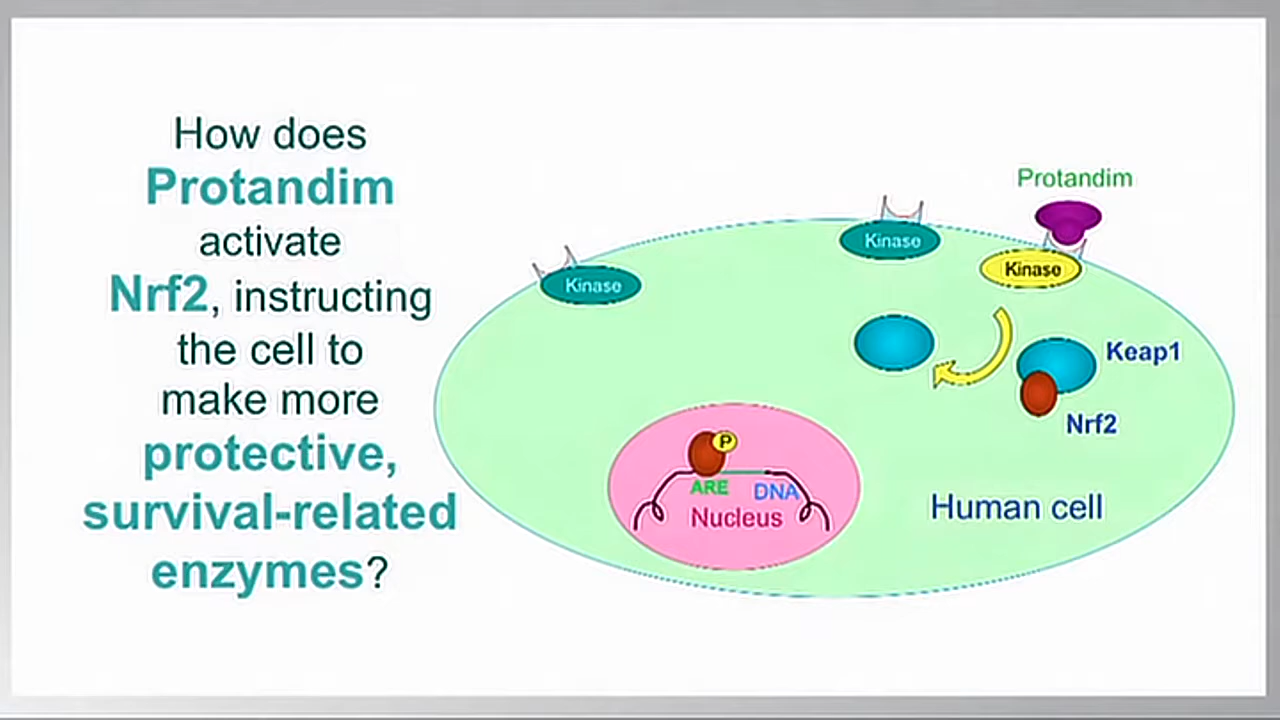 How does
Protandim
activate
Nrf2, instructing
the cell to
make more
protective,
survival-related
enzymes?
Protandim
Kinase
Kinase
Kinase
Keap1
Nrf2
P
ARE
DNA
Nucleus
Human cell